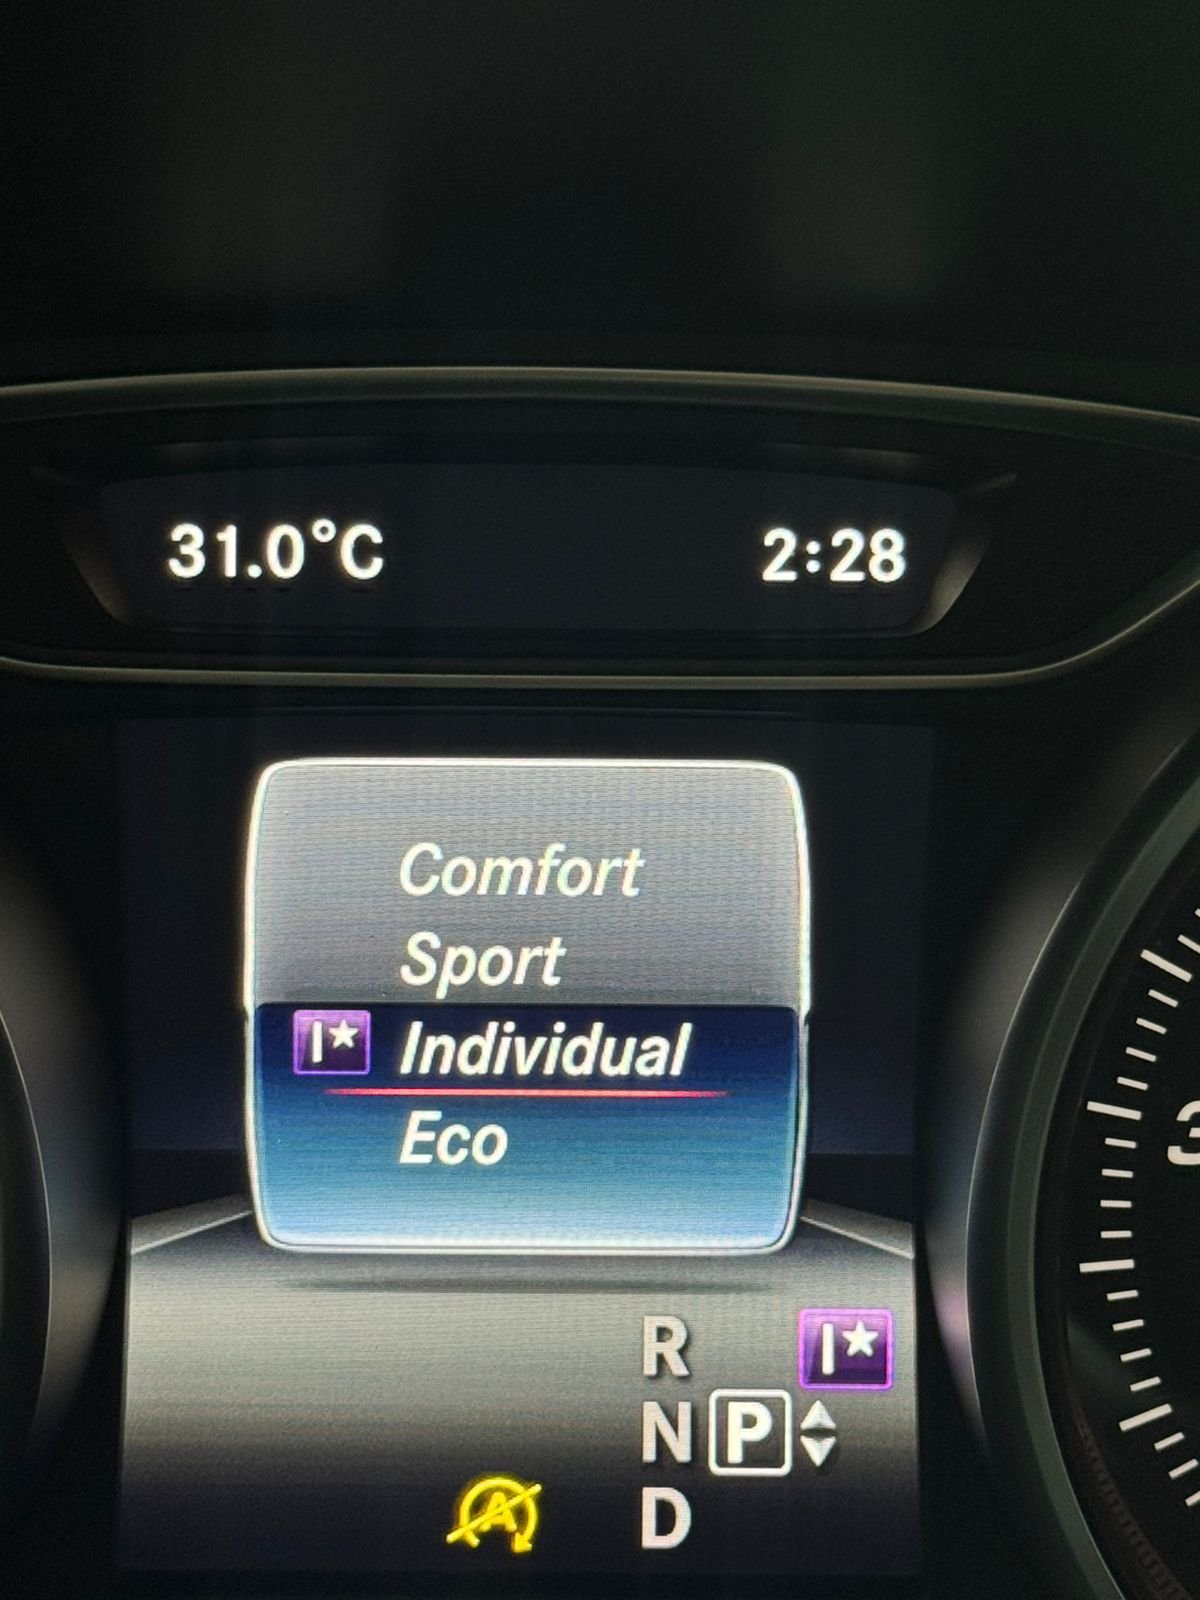 31.0°C 2:28
Comfort
Sport
I★ Individual
Eco
R I★
N P
A D